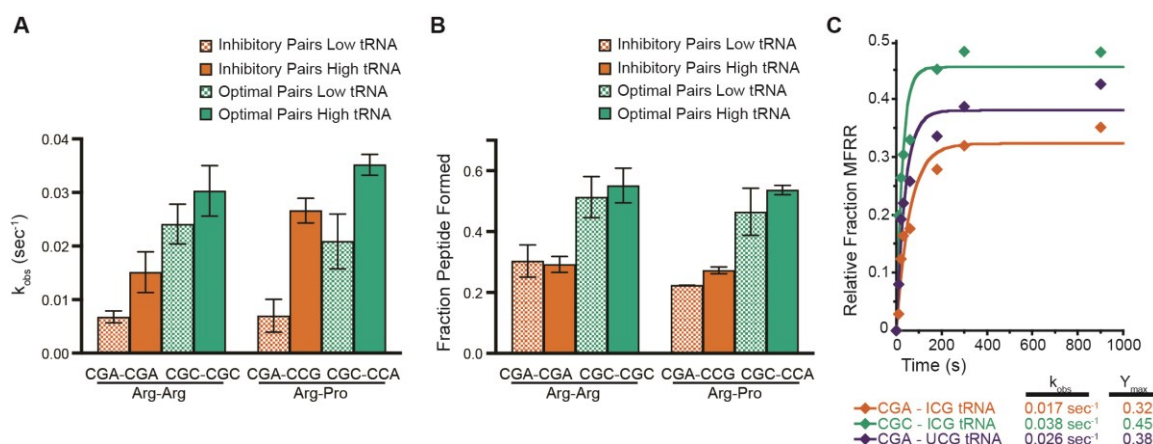 A
Inhibitory Pairs Low tRNA
Inhibitory Pairs High tRNA
Optimal Pairs Low tRNA
Optimal Pairs High tRNA
k_obs (sec⁻¹)
0.04
0.03
0.02
0.01
0.00
CGA-CGA CGC-CGC CGA-CCG CGC-CCA
Arg-Arg Arg-Pro
B
Inhibitory Pairs Low tRNA
Inhibitory Pairs High tRNA
Optimal Pairs Low tRNA
Optimal Pairs High tRNA
Fraction Peptide Formed
0.6
0.4
0.2
0.0
CGA-CGA CGC-CGC CGA-CCG CGC-CCA
Arg-Arg Arg-Pro
C
Relative Fraction MFRR
0.5
0.4
0.3
0.2
0.1
0
0 200 400 600 800 1000
Time (s)
k_obs Y_max
CGA - ICG tRNA 0.017 sec⁻¹ 0.32
CGC - ICG tRNA 0.038 sec⁻¹ 0.45
CGA - UCG tRNA 0.026 sec⁻¹ 0.38